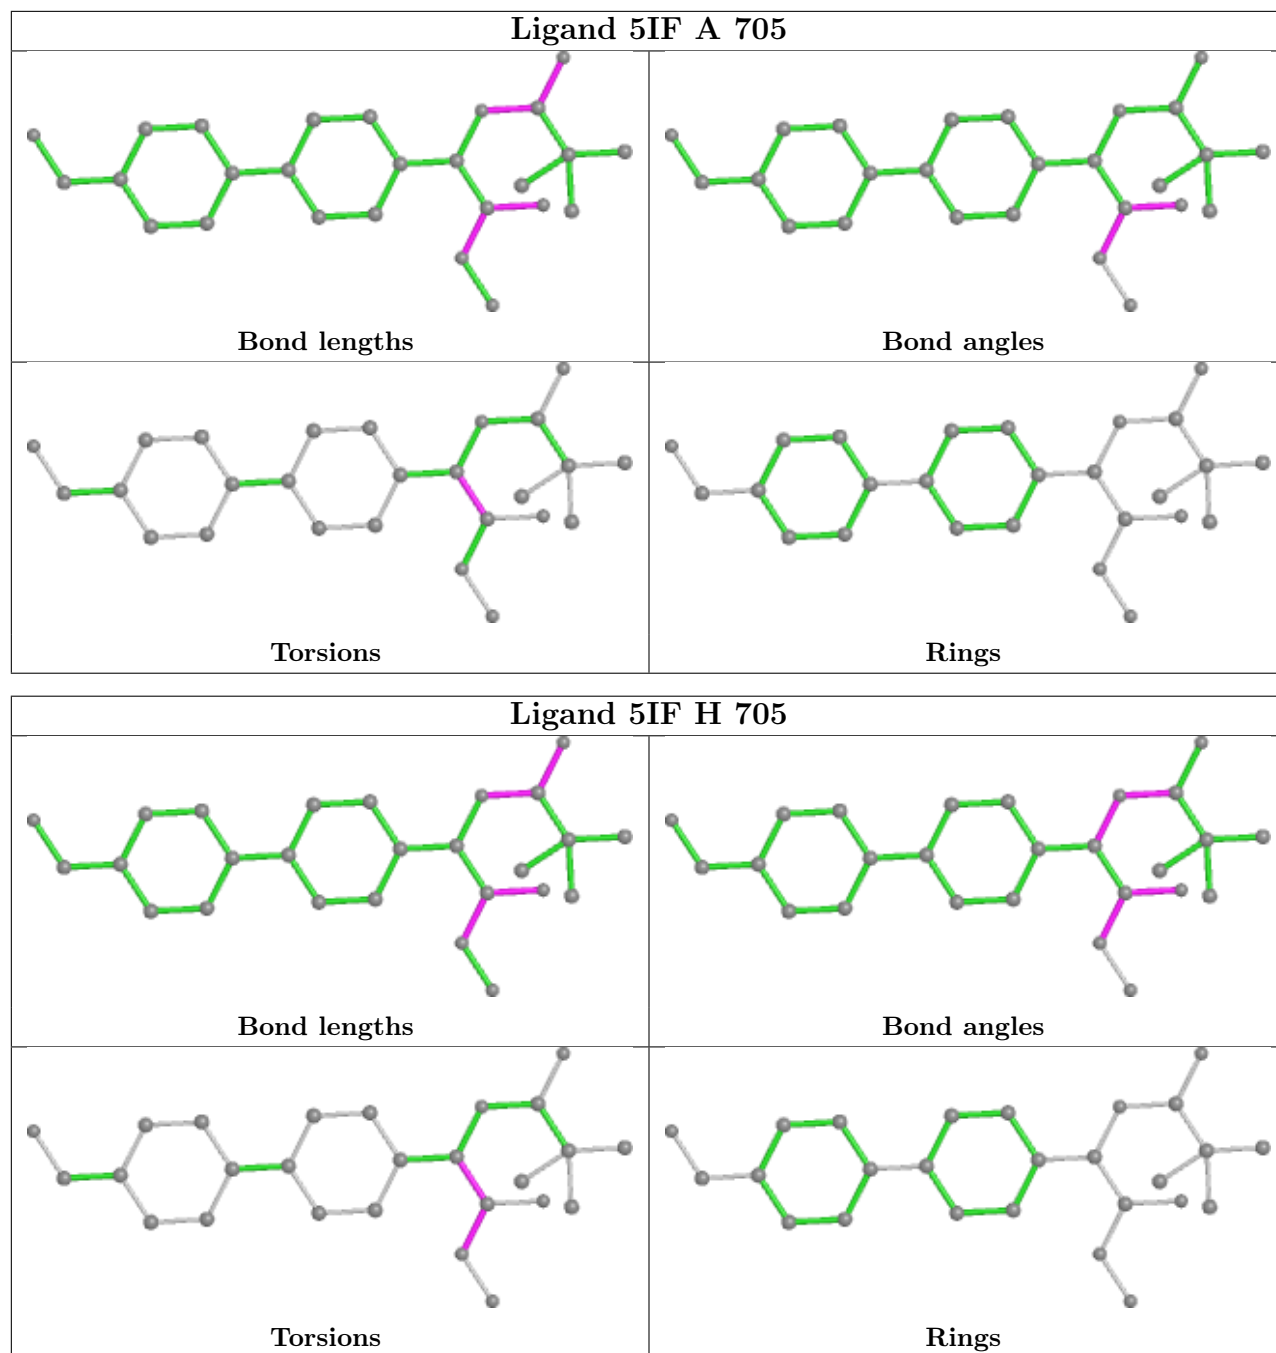 Ligand 5IF A 705
Bond lengths
Bond angles
Torsions
Rings
Ligand 5IF H 705
Bond lengths
Bond angles
Torsions
Rings